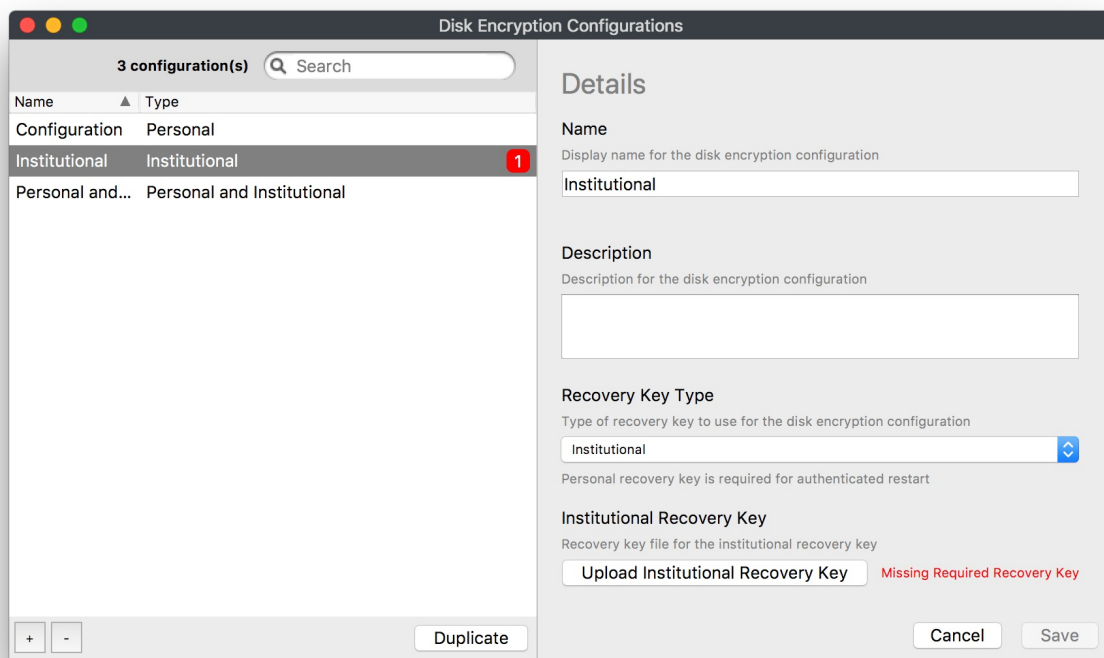 Disk Encryption Configurations
3 configuration(s)
Search
Name Type
Configuration Personal
Institutional Institutional 1
Personal and... Personal and Institutional
+ -
Duplicate
Details
Name
Display name for the disk encryption configuration
Institutional
Description
Description for the disk encryption configuration
Recovery Key Type
Type of recovery key to use for the disk encryption configuration
Institutional
Personal recovery key is required for authenticated restart
Institutional Recovery Key
Recovery key file for the institutional recovery key
Upload Institutional Recovery Key Missing Required Recovery Key
Cancel Save